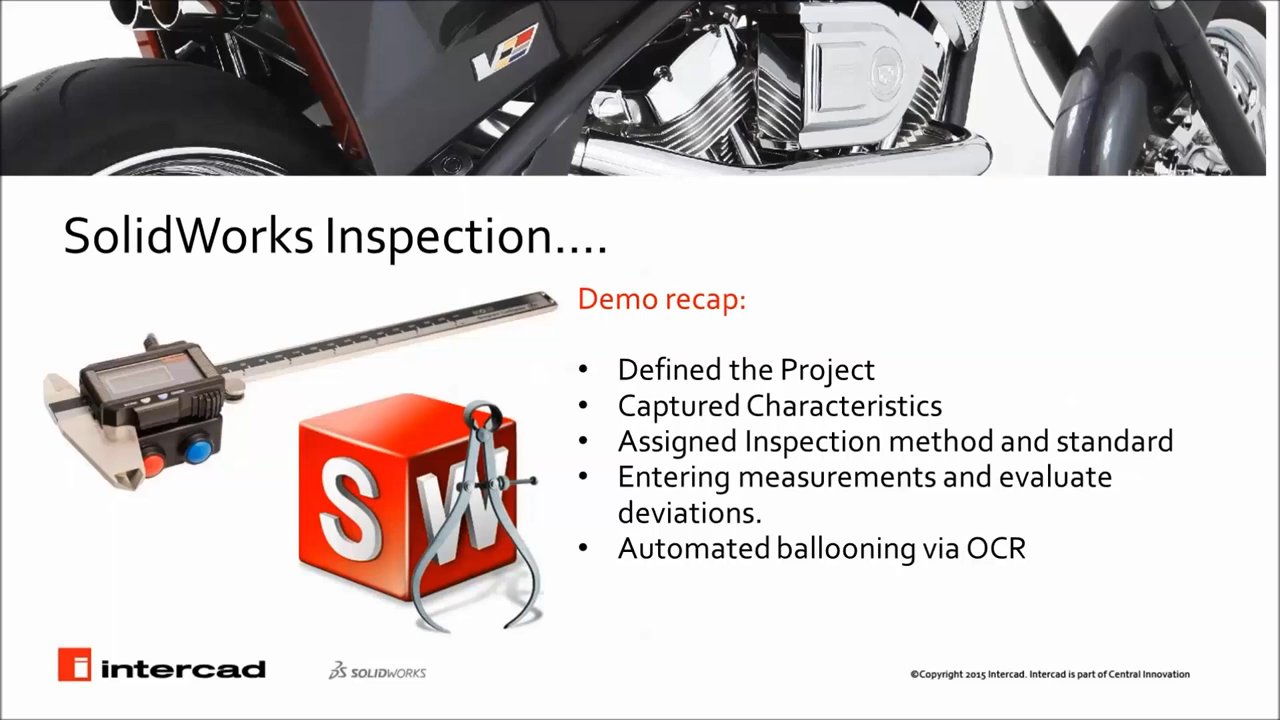 SolidWorks Inspection....
Demo recap:
• Defined the Project
• Captured Characteristics
• Assigned Inspection method and standard
• Entering measurements and evaluate
deviations.
• Automated ballooning via OCR
SW
intercad
SOLIDWORKS
©Copyright 2015 Intercad. Intercad is part of Central Innovation